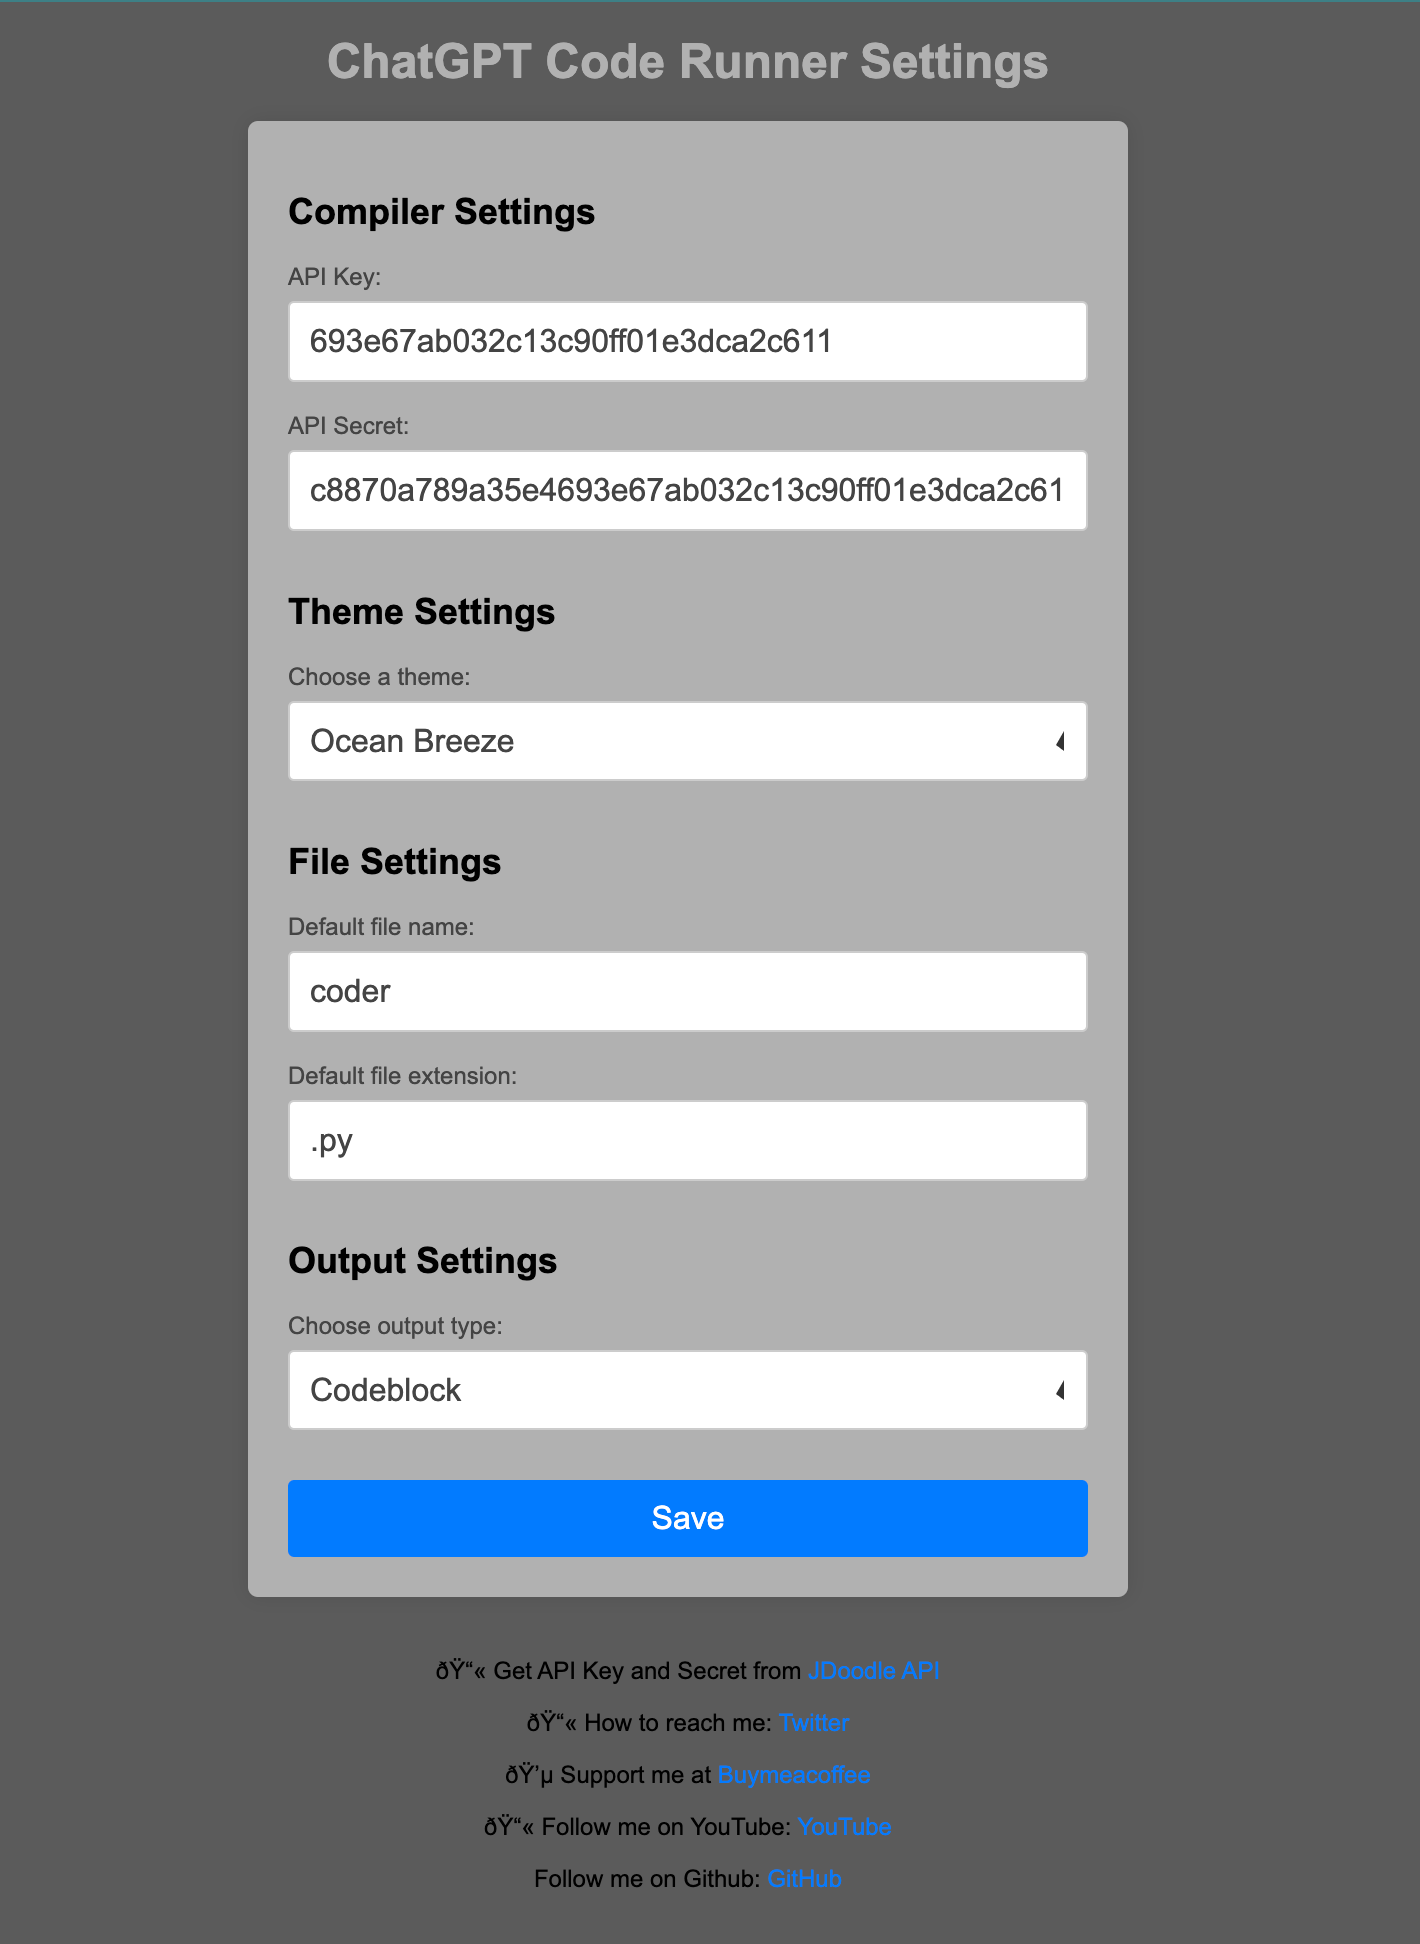 ChatGPT Code Runner Settings
Compiler Settings
API Key:
693e67ab032c13c90ff01e3dca2c611
API Secret:
c8870a789a35e4693e67ab032c13c90ff01e3dca2c61
Theme Settings
Choose a theme:
Ocean Breeze
File Settings
Default file name:
coder
Default file extension:
.py
Output Settings
Choose output type:
Codeblock
Save
ðŸ“« Get API Key and Secret from JDoodle API
ðŸ“« How to reach me: Twitter
ðŸ’µ Support me at Buymeacoffee
ðŸ“« Follow me on YouTube: YouTube
Follow me on Github: GitHub